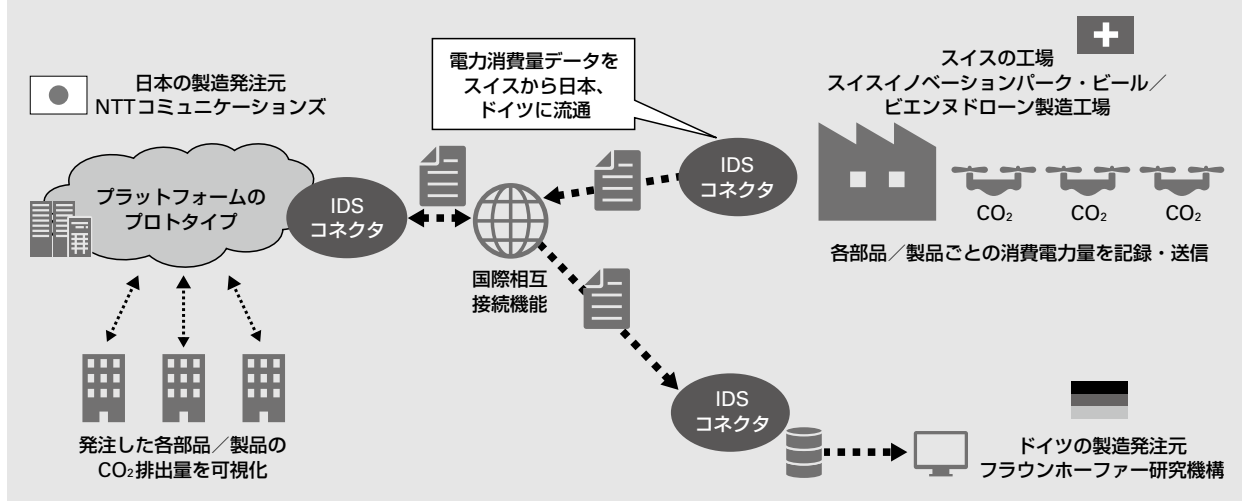 日本の製造発注元
NTTコミュニケーションズ
プラットフォームの
プロトタイプ
IDS
コネクタ
発注した各部品／製品の
CO₂排出量を可視化
国際相互
接続機能
電力消費量データを
スイスから日本、
ドイツに流通
IDS
コネクタ
スイスの工場
スイスイノベーションパーク・ビール／
ビエンヌドローン製造工場
CO₂
CO₂
CO₂
各部品／製品ごとの消費電力量を記録・送信
IDS
コネクタ
ドイツの製造発注元
フラウンホーファー研究機構